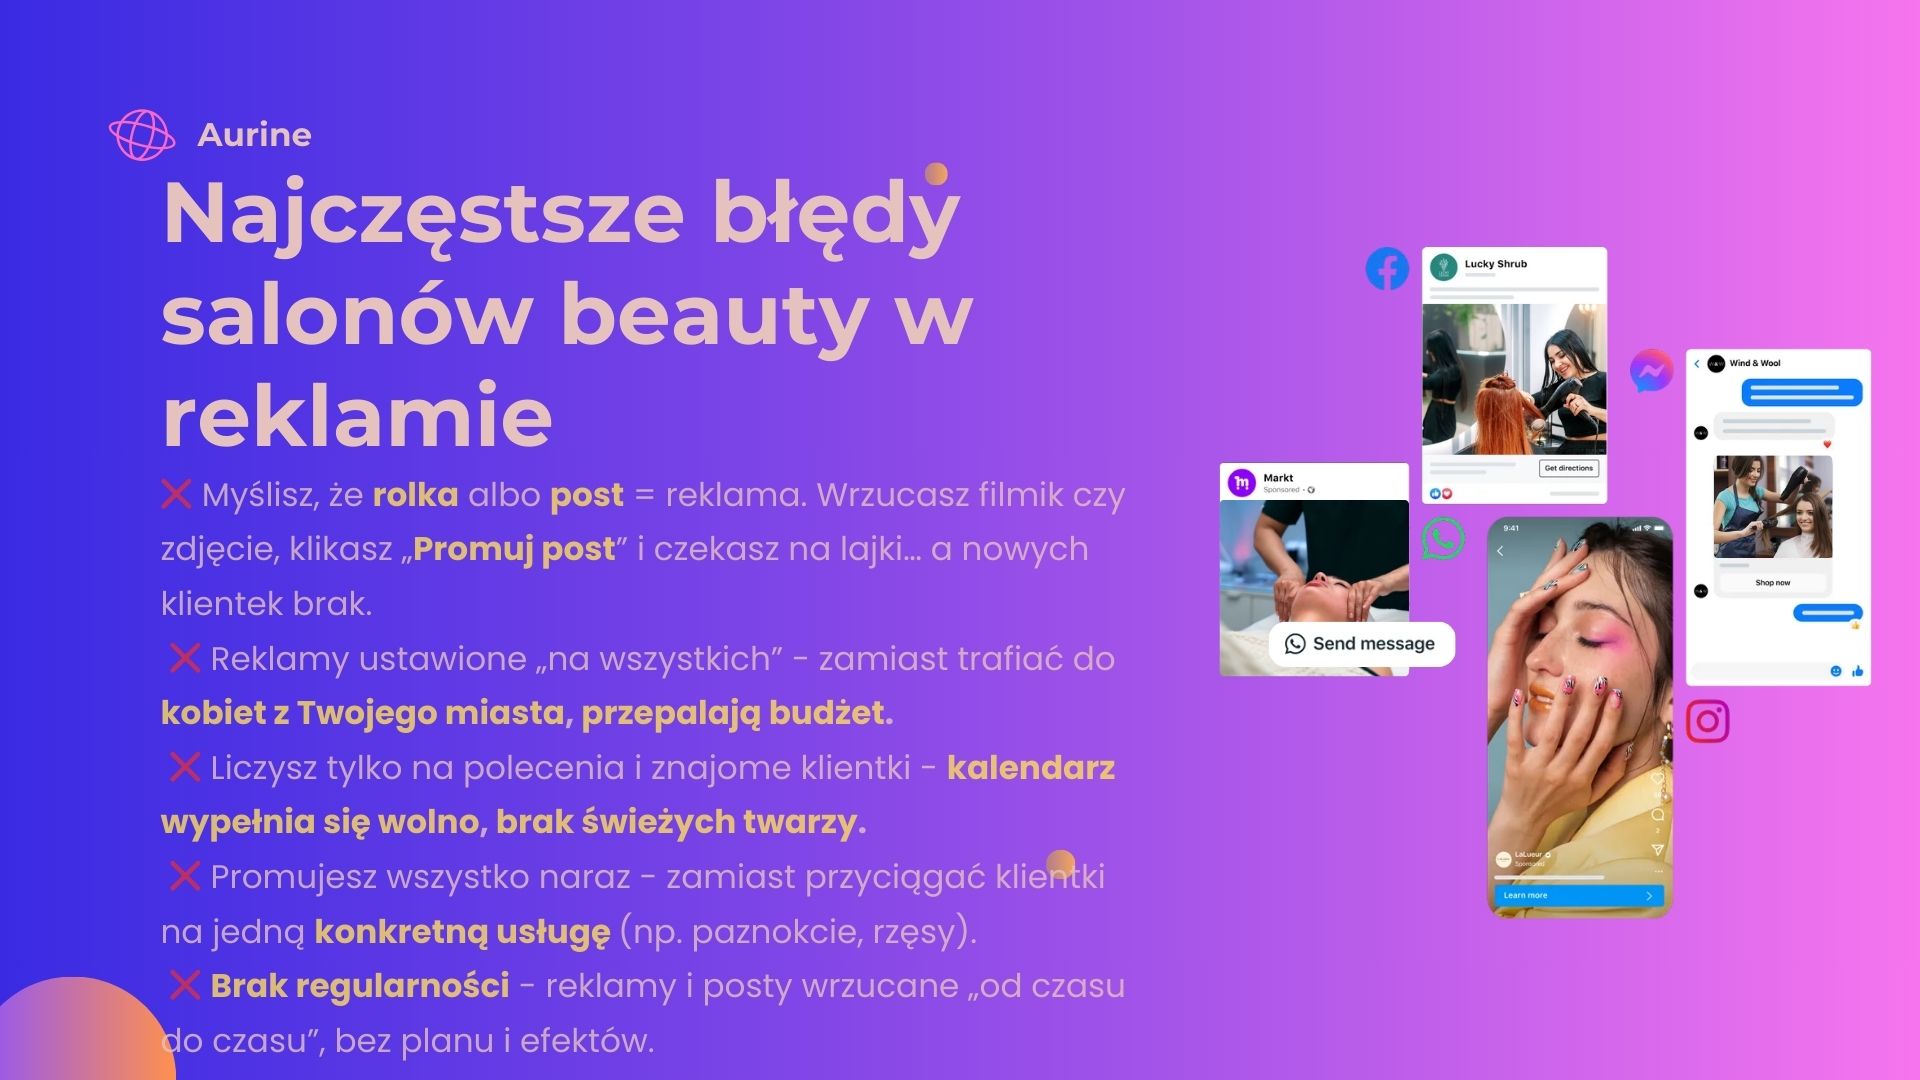 Aurine
Najczęstsze błędy
salonów beauty w
reklamie
❌ Myślisz, że rolka albo post = reklama. Wrzucasz filmik czy
zdjęcie, klikasz „Promuj post” i czekasz na lajki… a nowych
klientek brak.
❌ Reklamy ustawione „na wszystkich” - zamiast trafiać do
kobiet z Twojego miasta, przepalają budżet.
❌ Liczysz tylko na polecenia i znajome klientki - kalendarz
wypełnia się wolno, brak świeżych twarzy.
❌ Promujesz wszystko naraz - zamiast przyciągać klientki
na jedną konkretną usługę (np. paznokcie, rzęsy).
❌ Brak regularności - reklamy i posty wrzucane „od czasu
do czasu”, bez planu i efektów.
Lucky Shrub
Get directions
Wind & Wool
Shop now
Markt
Sponsored
Send message
9:41
2
LaLueur
Sponsored
Learn more